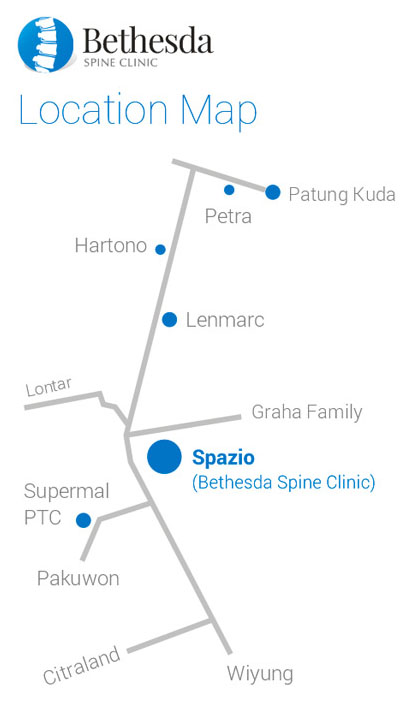 Bethesda
SPINE CLINIC
Location Map
Patung Kuda
Petra
Hartono
Lenmarc
Lontar
Graha Family
Spazio
(Bethesda Spine Clinic)
Supermal
PTC
Pakuwon
Citraland
Wiyung